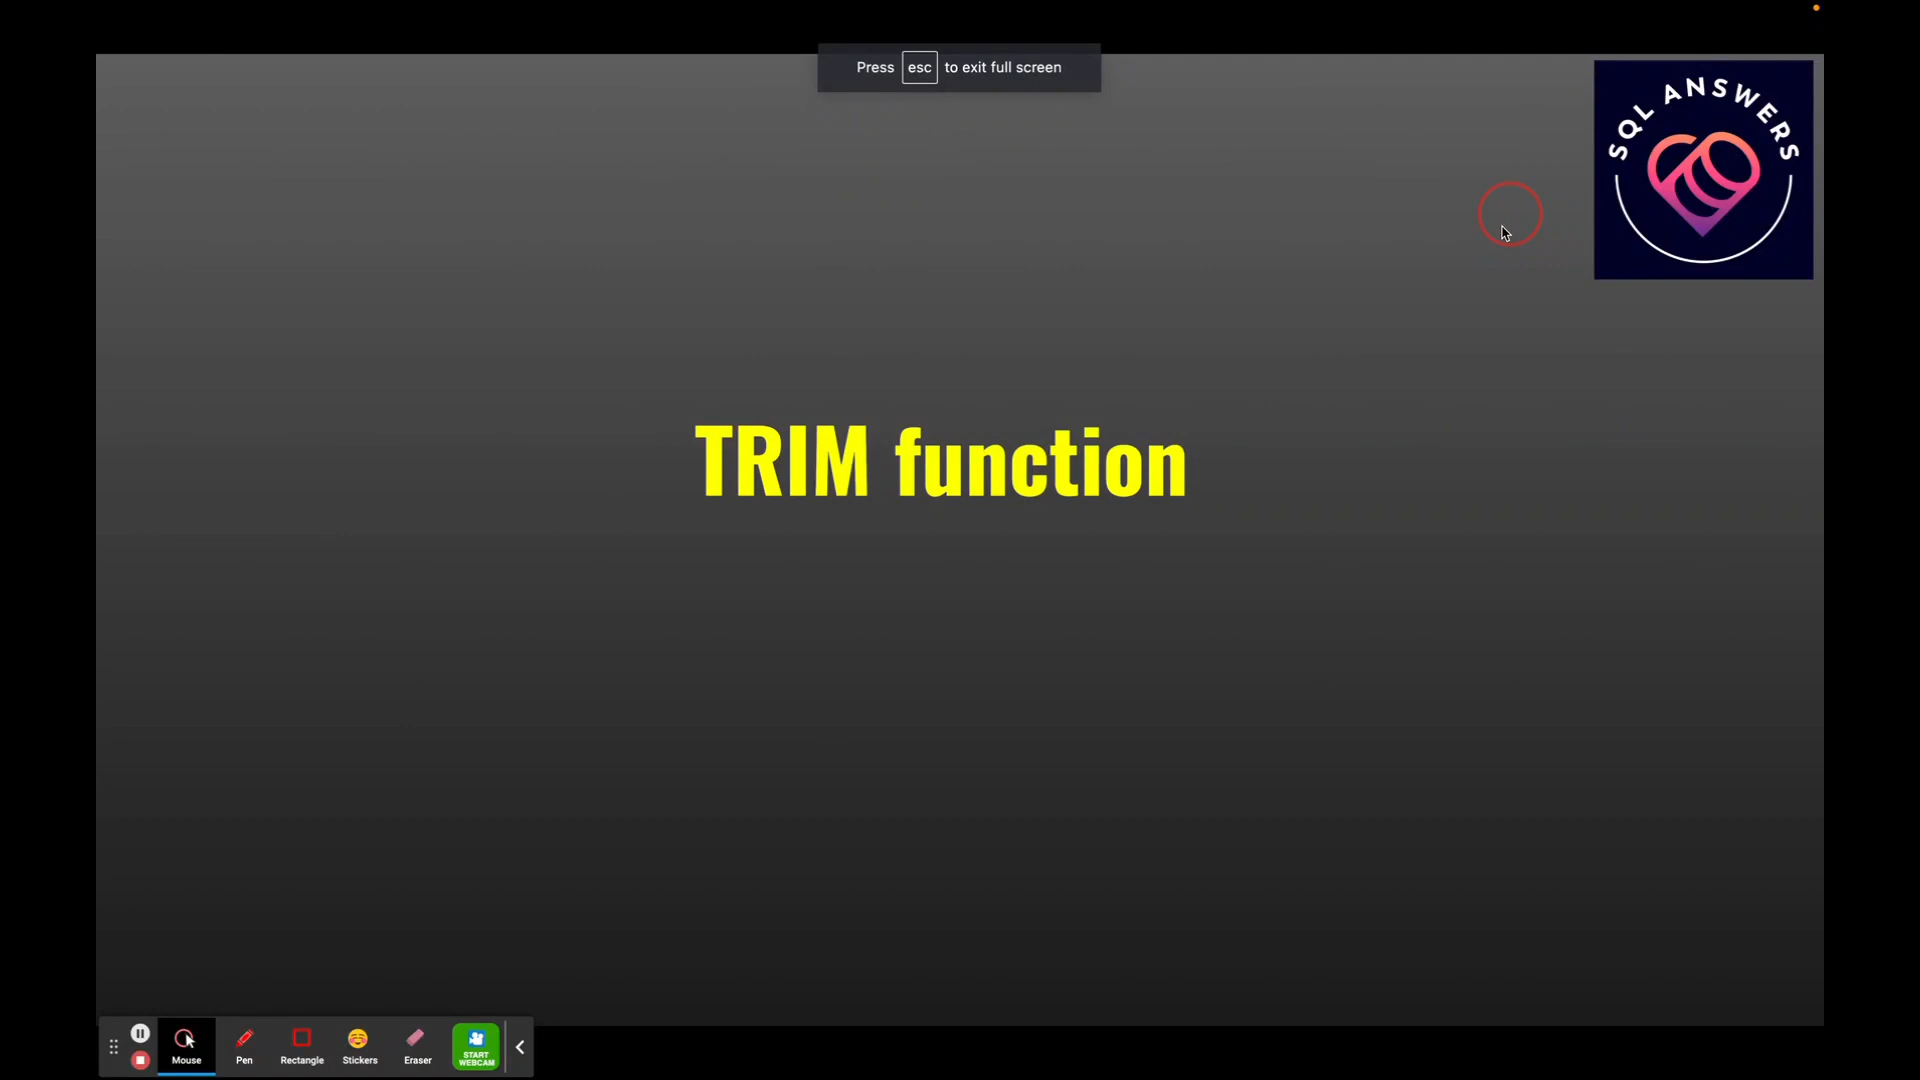 Press esc to exit full screen
SQL ANSWERS
TRIM function
Mouse Pen Rectangle Stickers Eraser START WEBCAM